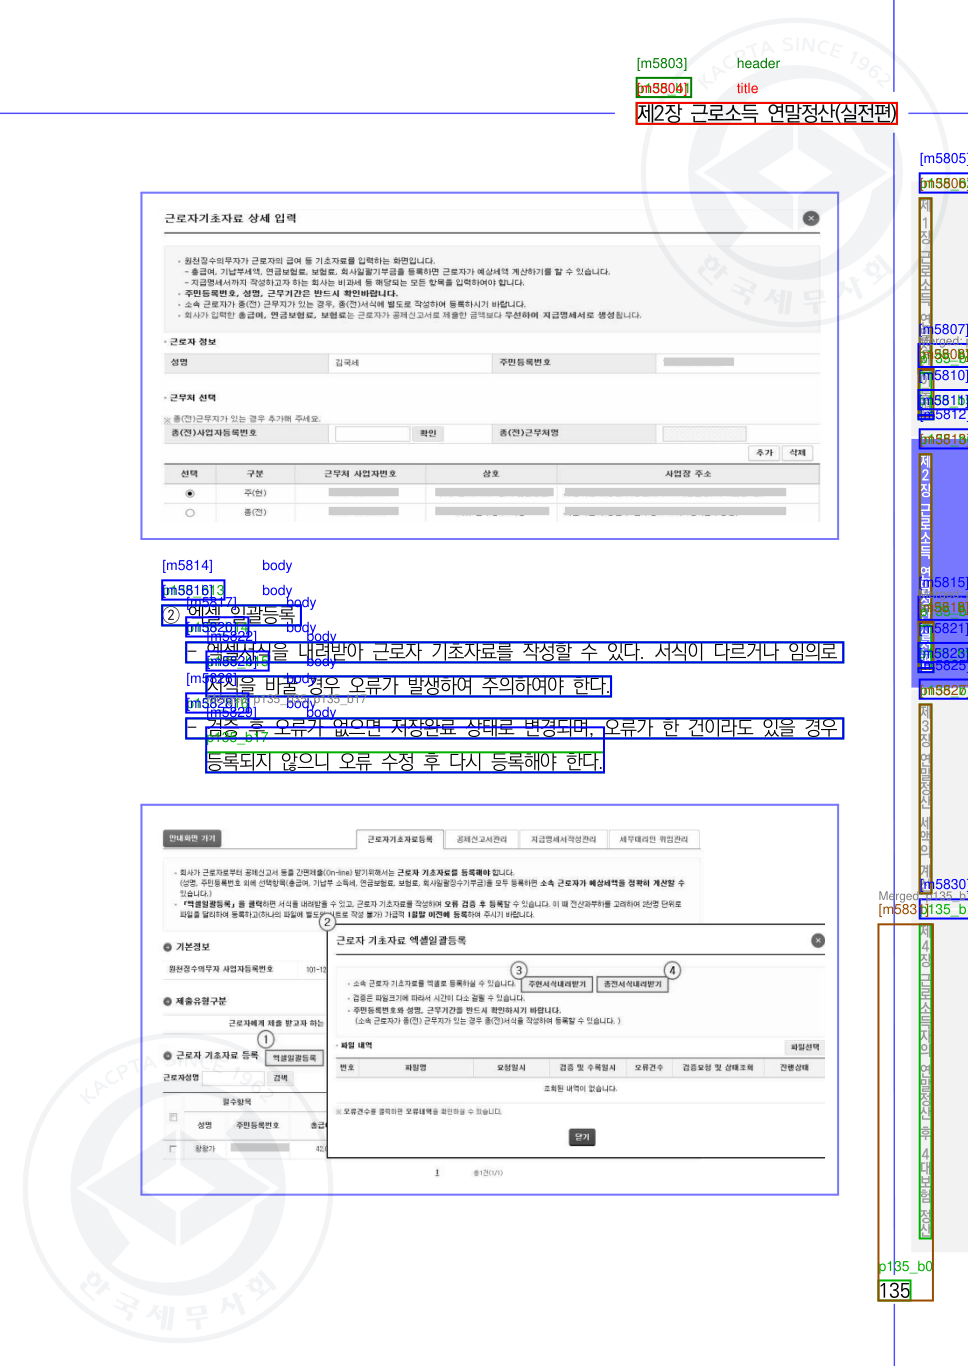 [m5803] header
title
제2장 근로소득 연말정산(실전편)
근로자기초자료 상세 입력
◦ 원천징수의무자가 근로자의 급여 등 기초자료를 입력하는 화면입니다.
- 총급여, 기납부세액, 연금보험료, 보험료, 회사일괄기부금을 등록하면 근로자가 예상세액 계산하기를 할 수 있습니다.
- 지급명세서까지 작성하고자 하는 회사는 비과세 등 해당되는 모든 항목을 입력하여야 합니다.
◦ 주민등록번호, 성명, 근무기간은 반드시 확인바랍니다.
◦ 소속 근로자가 종(전) 근무지가 있는 경우, 종(전)서식에 별도로 작성하여 등록하시기 바랍니다.
◦ 회사가 입력한 총급여, 연금보험료, 보험료는 근로자가 공제신고서로 제출한 금액보다 우선하여 지급명세서로 생성됩니다.
· 근로자 정보
성명 김국세 주민등록번호
· 근무처 선택
※ 종(전)근무지가 있는 경우 추가해 주세요.
종(전)사업자등록번호 확인 종(전)근무처명
추가 삭제
선택 구분 근무처 사업자번호 상호 사업장 주소
주(현)
종(전)
[m5814] body
body
② 엑셀 일괄등록
- 엑셀서식을 내려받아 근로자 기초자료를 작성할 수 있다. 서식이 다르거나 임의로
서식을 바꿀 경우 오류가 발생하여 주의하여야 한다.
- 검증 후 오류가 없으면 저장완료 상태로 변경되며, 오류가 한 건이라도 있을 경우
등록되지 않으니 오류 수정 후 다시 등록해야 한다.
안내화면 가기 근로자기초자료등록 공제신고서관리 지급명세서작성관리 세무대리인 위임관리
◦ 회사가 근로자로부터 공제신고서 등을 간편제출(On-line) 받기위해서는 근로자 기초자료를 등록해야 합니다.
(성명, 주민등록번호 외에 선택항목(총급여, 기납부 소득세, 연금보험료, 보험료, 회사일괄징수기부금)을 모두 등록하면 소속 근로자가 예상세액을 정확히 계산할 수
있습니다.)
◦ 『엑셀일괄등록』을 클릭하면 서식을 내려받을 수 있고, 근로자 기초자료를 작성하여 오류 검증 후 등록할 수 있습니다. 이 때 전산과부하를 고려하여 2천명 단위로
파일을 달리하여 등록하고(하나의 파일에 별도의 시트로 작성 불가) 가급적 1월말 이전에 등록하여 주시기 바랍니다.
기본정보
원천징수의무자 사업자등록번호 101-12
제출유형구분
근로자에게 제출 받고자 하는
①
근로자 기초자료 등록 엑셀일괄등록
근로자성명 검색
필수항목
성명 주민등록번호 총급
홍왕가 42,0
②
근로자 기초자료 엑셀일괄등록
③ ④
◦ 소속 근로자 기초자료를 엑셀로 등록하실 수 있습니다. 주현서식내려받기 종전서식내려받기
◦ 검증은 파일크기에 따라서 시간이 다소 걸릴 수 있습니다.
◦ 주민등록번호와 성명, 근무기간을 반드시 확인하시기 바랍니다.
(소속 근로자가 종(전) 근무지가 있는 경우 종(전)서식을 작성하여 등록할 수 있습니다. )
· 파일 내역 파일선택
번호 파일명 요청일시 검증 및 수록일시 오류건수 검증요청 및 상태조회 진행상태
조회된 내역이 없습니다.
※ 오류건수를 클릭하면 오류내역을 확인하실 수 있습니다.
닫기
1 총1건(1/1)
[m5805]
제1장 근로소득
[m5807]
[m5810]
제2장 근로소득
[m5815]
[m5821]
제3장 연말정산 세액의 계
[m5830]
제4장 근로소득자의 연말정산 후 4대보험 정산
p135_b0
135
KACPTA SINCE 1962
한국세무사회
KACPTA SINCE 1962
한국세무사회